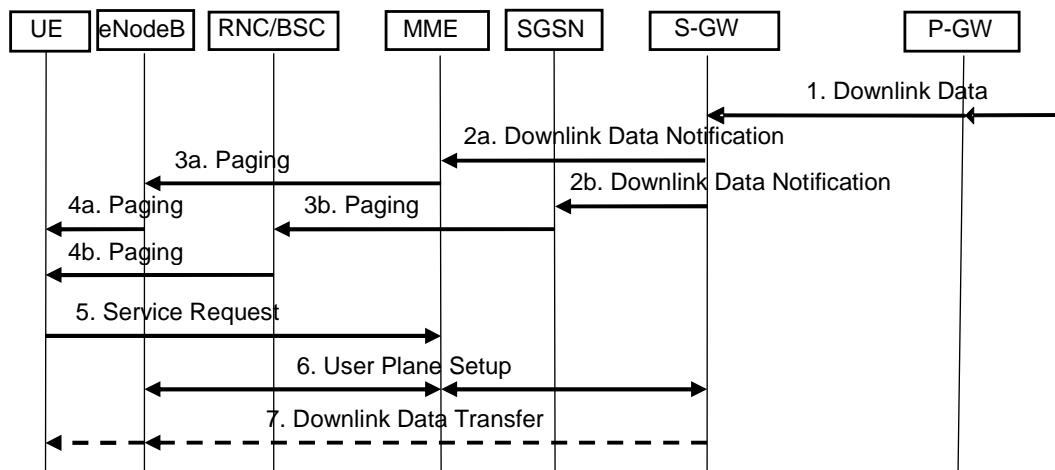 UE eNodeB RNC/BSC MME SGSN S-GW P-GW
1. Downlink Data
2a. Downlink Data Notification
3a. Paging
2b. Downlink Data Notification
4a. Paging 3b. Paging
4b. Paging
5. Service Request
6. User Plane Setup
7. Downlink Data Transfer